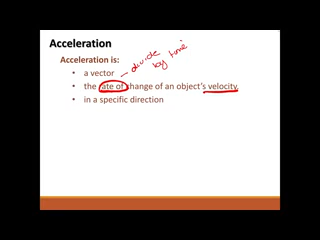 Acceleration
Acceleration is:
• a vector
divide
by time
• the rate of change of an object's velocity
• in a specific direction